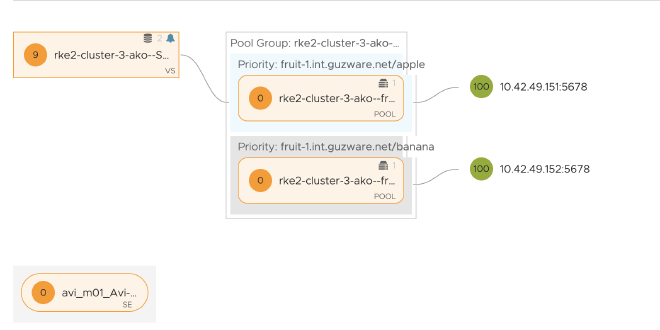 2
9
rke2-cluster-3-ako--S...
VS
Pool Group: rke2-cluster-3-ako-...
Priority: fruit-1.int.guzware.net/apple
1
0
rke2-cluster-3-ako--fr...
POOL
100
10.42.49.151:5678
Priority: fruit-1.int.guzware.net/banana
1
0
rke2-cluster-3-ako--fr...
POOL
100
10.42.49.152:5678
0
avi_m01_Avi-...
SE